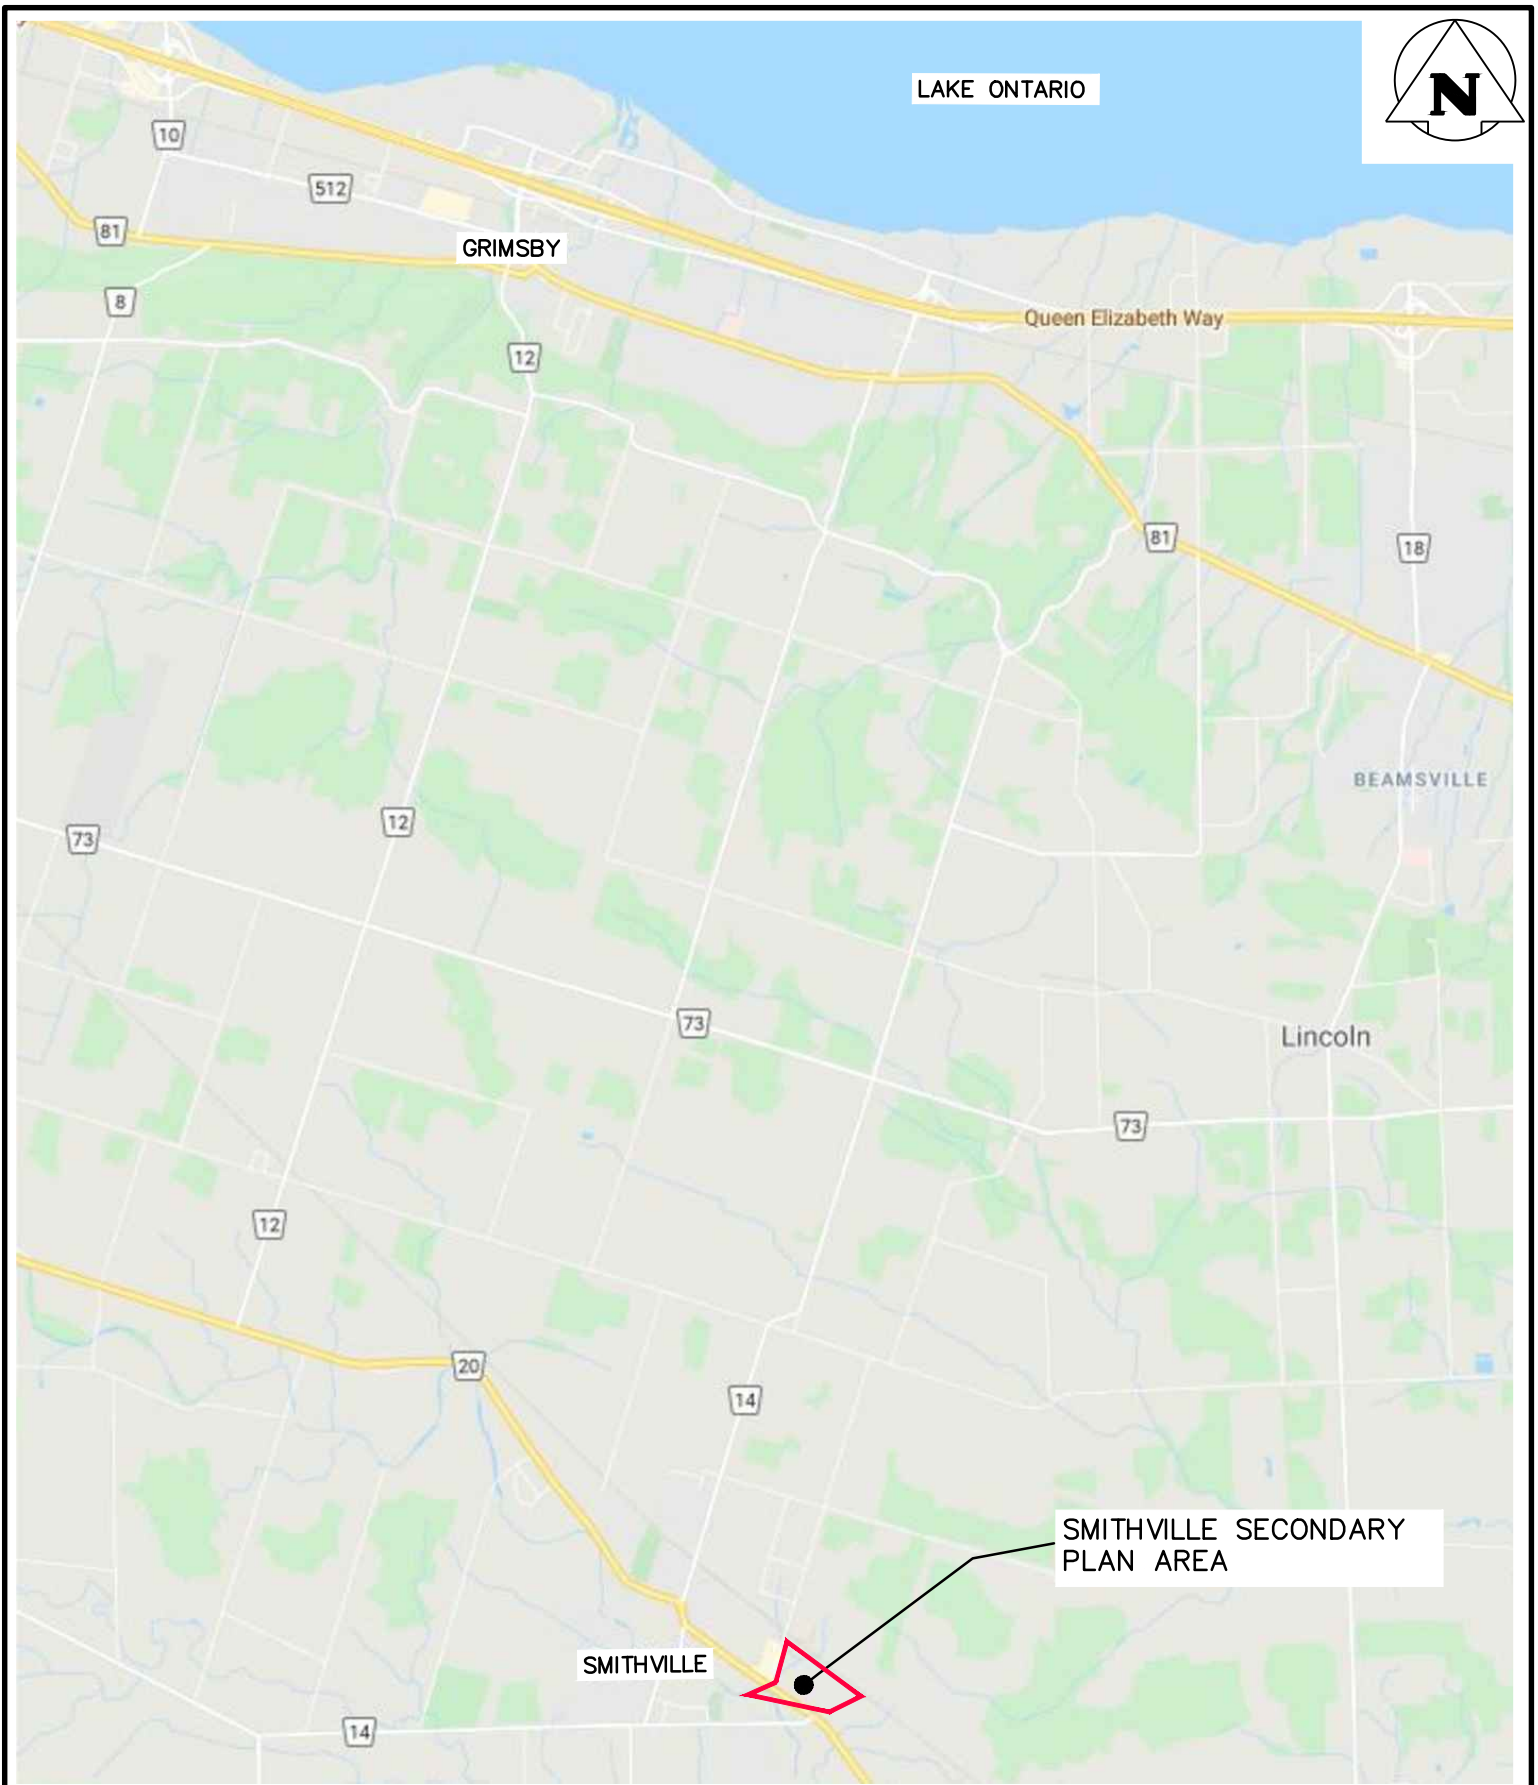 LAKE ONTARIO
N
10
512
81
GRIMSBY
8
Queen Elizabeth Way
12
81
18
BEAMSVILLE
12
73
73
Lincoln
73
12
20
14
SMITHVILLE SECONDARY
PLAN AREA
SMITHVILLE
14